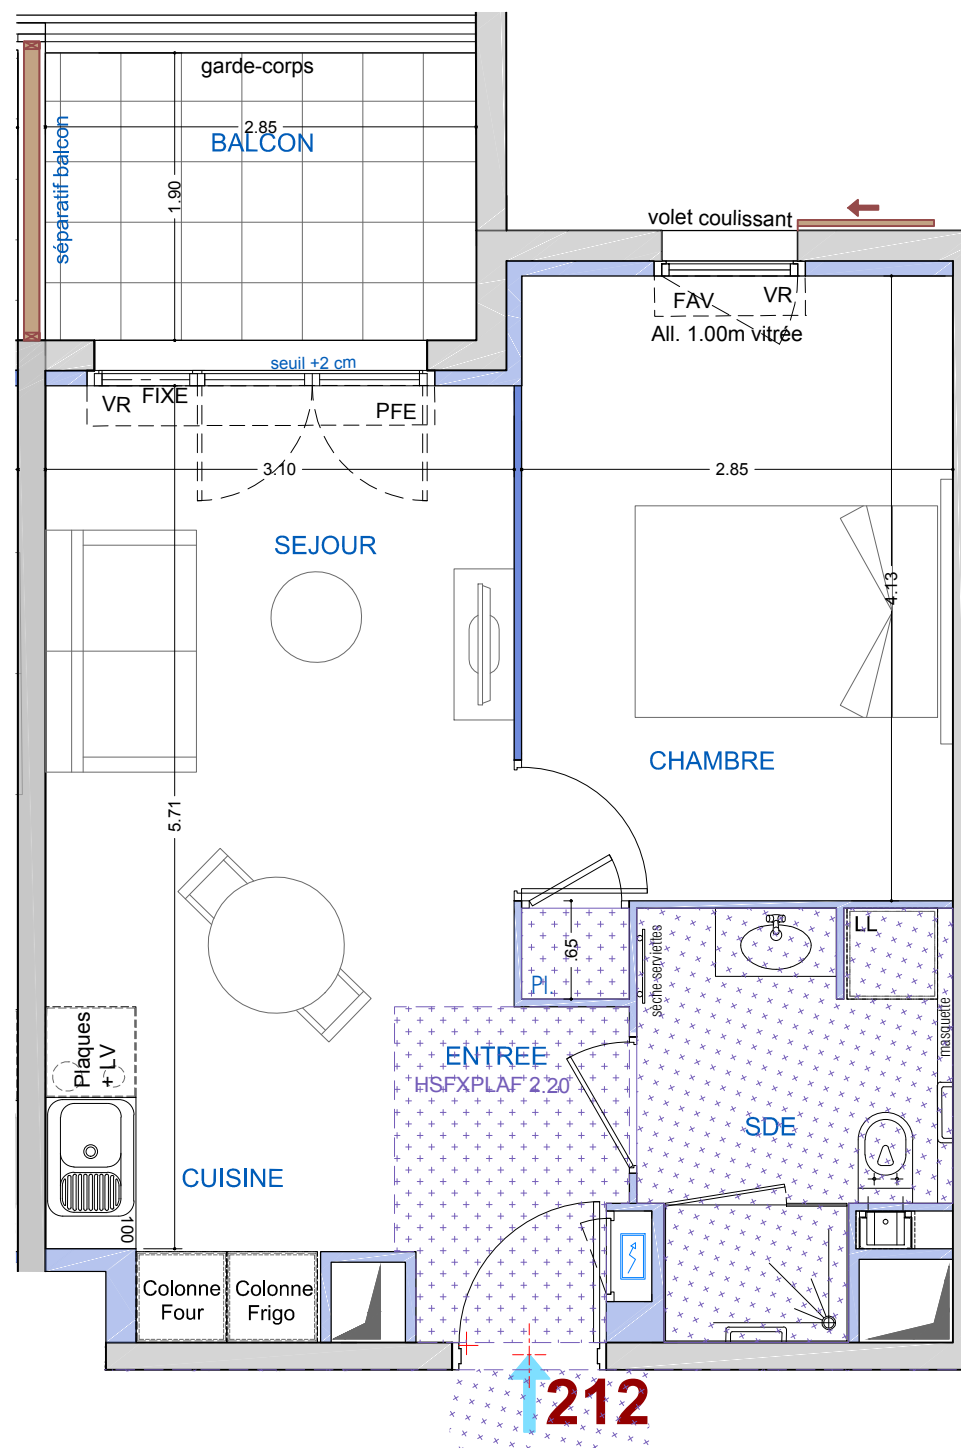 garde-corps
2.85
BALCON
séparatif balcon
1.90
volet coulissant
FAV
VR
All. 1.00m vitrée
seuil +2 cm
VR
FIXE
PFE
3.10
2.85
SEJOUR
4.13
CHAMBRE
5.71
.65
Pl.
sèche-serviettes
LL
masquette
Plaques
+ LV
ENTREE
HSFXPLAF 2.20
SDE
CUISINE
100
Colonne
Four
Colonne
Frigo
212